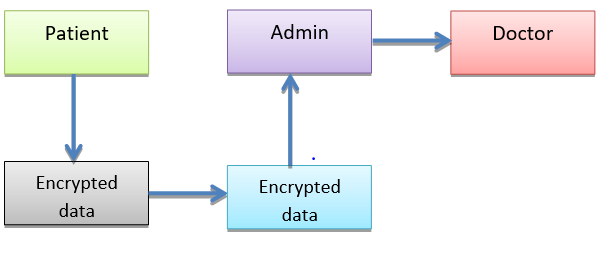 Patient
Admin
Doctor
Encrypted
data
Encrypted
data